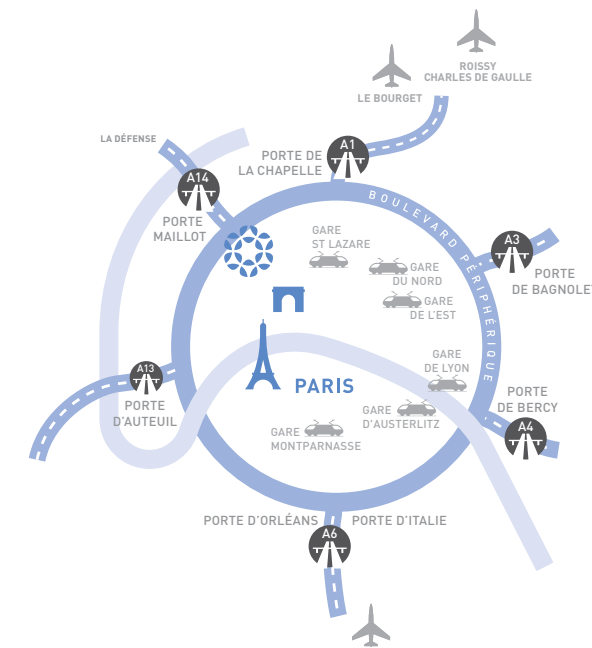 ROISSY
CHARLES DE GAULLE
LE BOURGET
LA DÉFENSE
A1
PORTE DE
LA CHAPELLE
A14
PORTE
MAILLOT
BOULEVARD PÉRIPHÉRIQUE
GARE
ST LAZARE
A3
PORTE
DE BAGNOLET
GARE
DU NORD
GARE
DE L'EST
GARE
DE LYON
A13
PORTE
D'AUTEUIL
PARIS
PORTE
DE BERCY
GARE
D'AUSTERLITZ
A4
GARE
MONTPARNASSE
PORTE D'ORLÉANS
PORTE D'ITALIE
A6